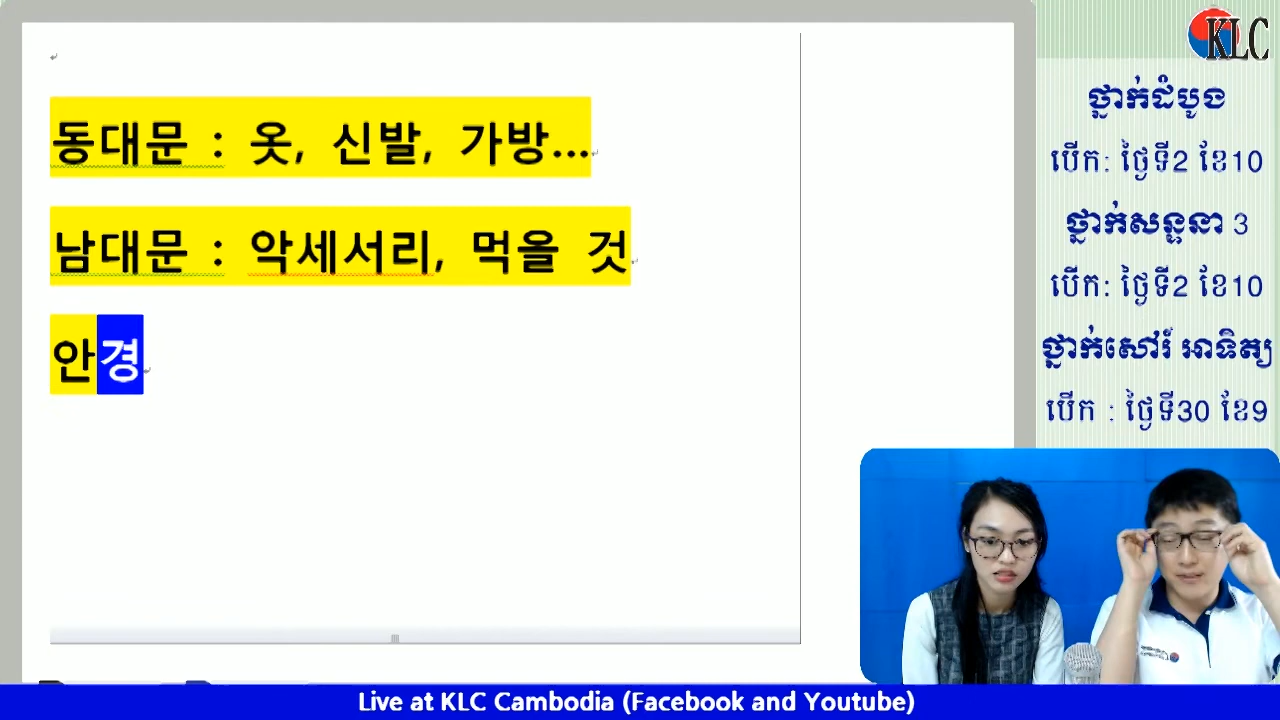 동대문 : 옷, 신발, 가방...
남대문 : 악세서리, 먹을 것
안경
KLC
ថ្នាក់ដំបូង
បើក: ថ្ងៃទី2 ខែ10
ថ្នាក់សន្ទនា 3
បើក: ថ្ងៃទី2 ខែ10
ថ្នាក់សៅរ៍ អាទិត្យ
បើក : ថ្ងៃទី30 ខែ9
Live at KLC Cambodia (Facebook and Youtube)